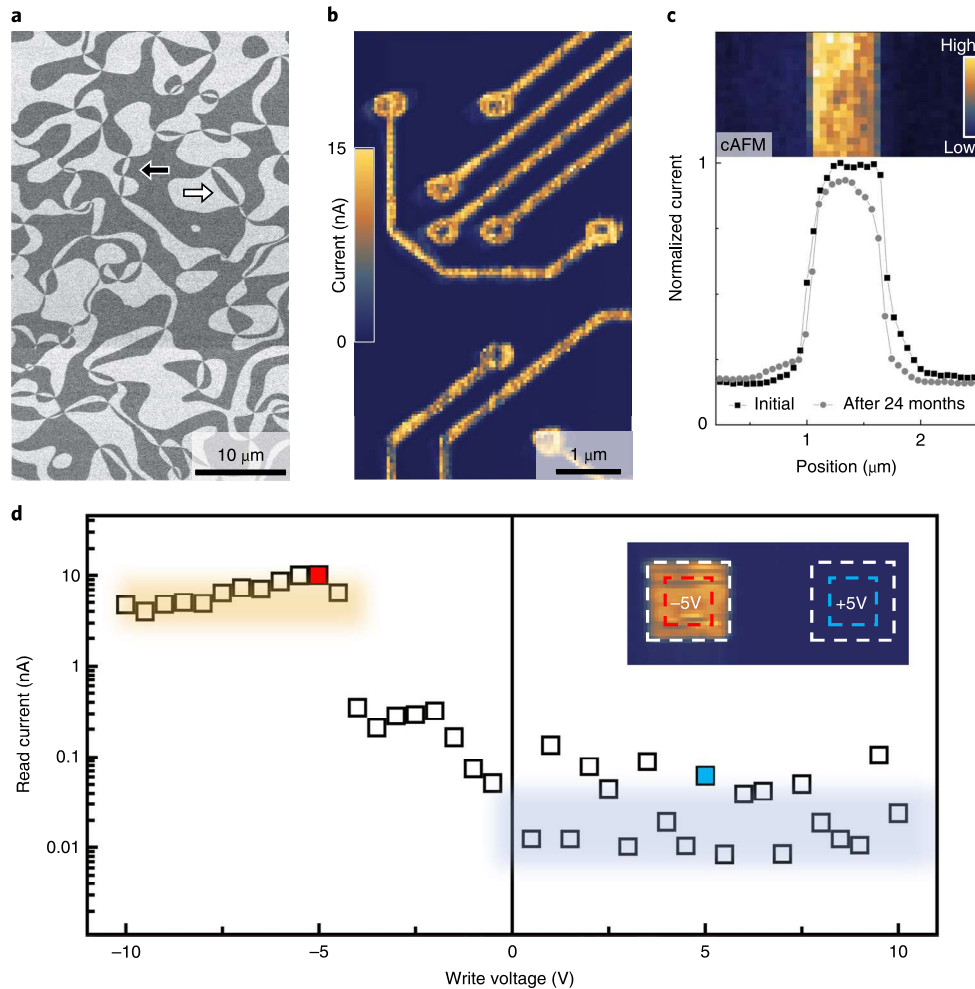 a
10 μm
b
15
Current (nA)
0
1 μm
c
High
Low
cAFM
1
Normalized current
0
Initial
After 24 months
1
2
Position (μm)
d
10
1
0.1
0.01
Read current (nA)
–5V
+5V
–10
–5
0
5
10
Write voltage (V)